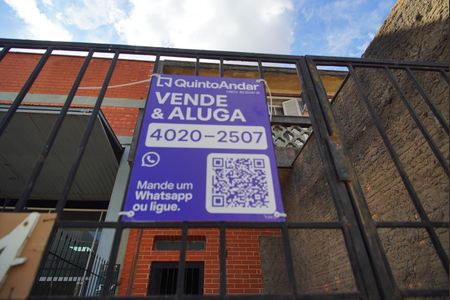 QuintoAndar
VENDE
& ALUGA
4020-2507
Mande um
Whatsapp
ou ligue.